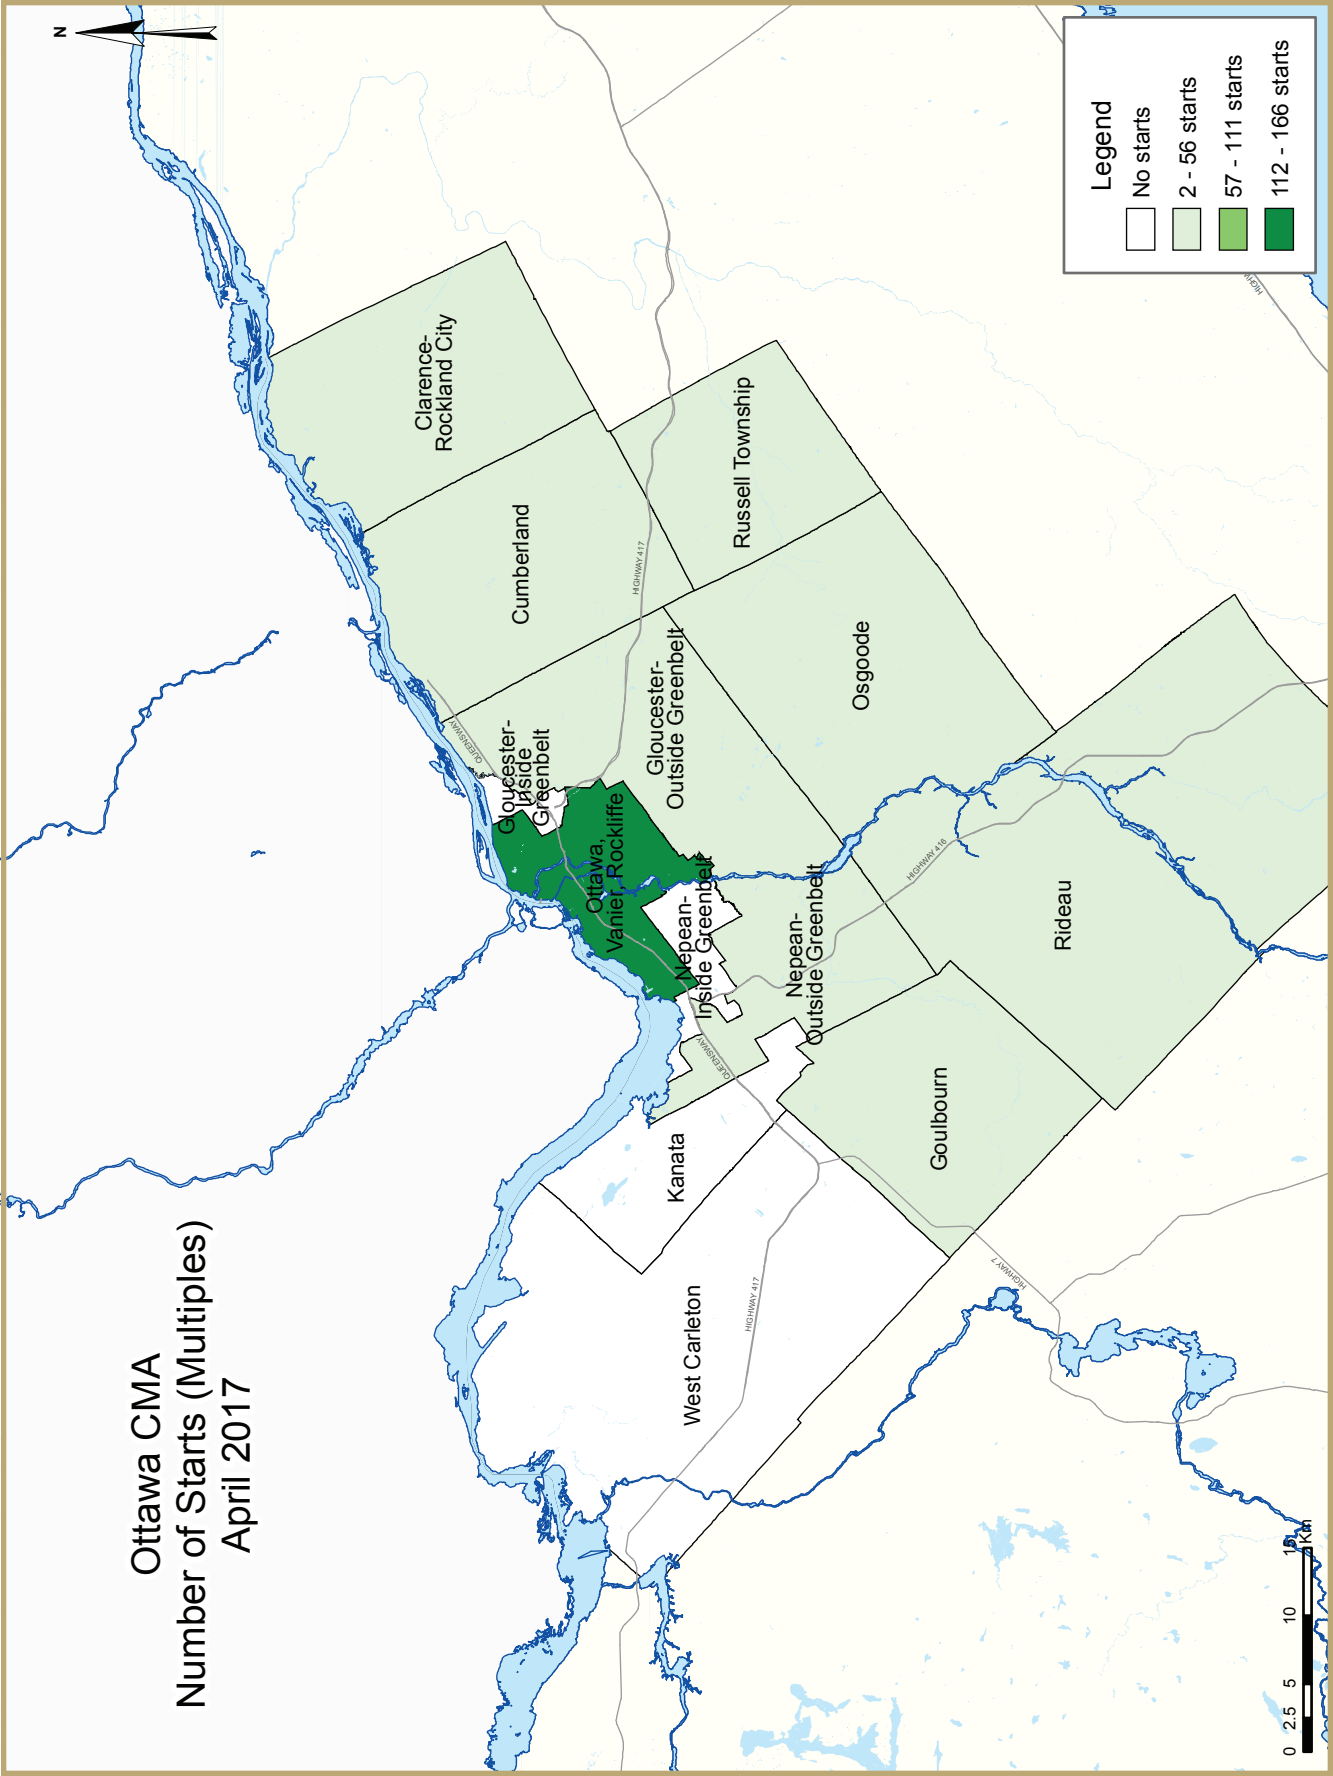 Ottawa CMA
Number of Starts (Multiples)
April 2017
N
Clarence-
Rockland City
Cumberland
Russell Township
HIGHWAY 417
QUEENSWAY
Gloucester-
Inside
Greenbelt
Gloucester-
Outside Greenbelt
Osgoode
Ottawa,
Vanier, Rockliffe
Nepean-
Inside Greenbelt
Nepean-
Outside Greenbelt
HIGHWAY 416
Rideau
QUEENSWAY
Kanata
Goulbourn
West Carleton
HIGHWAY 417
HIGHWAY 7
Legend
No starts
2 - 56 starts
57 - 111 starts
112 - 166 starts
0 2.5 5 10 15
Km